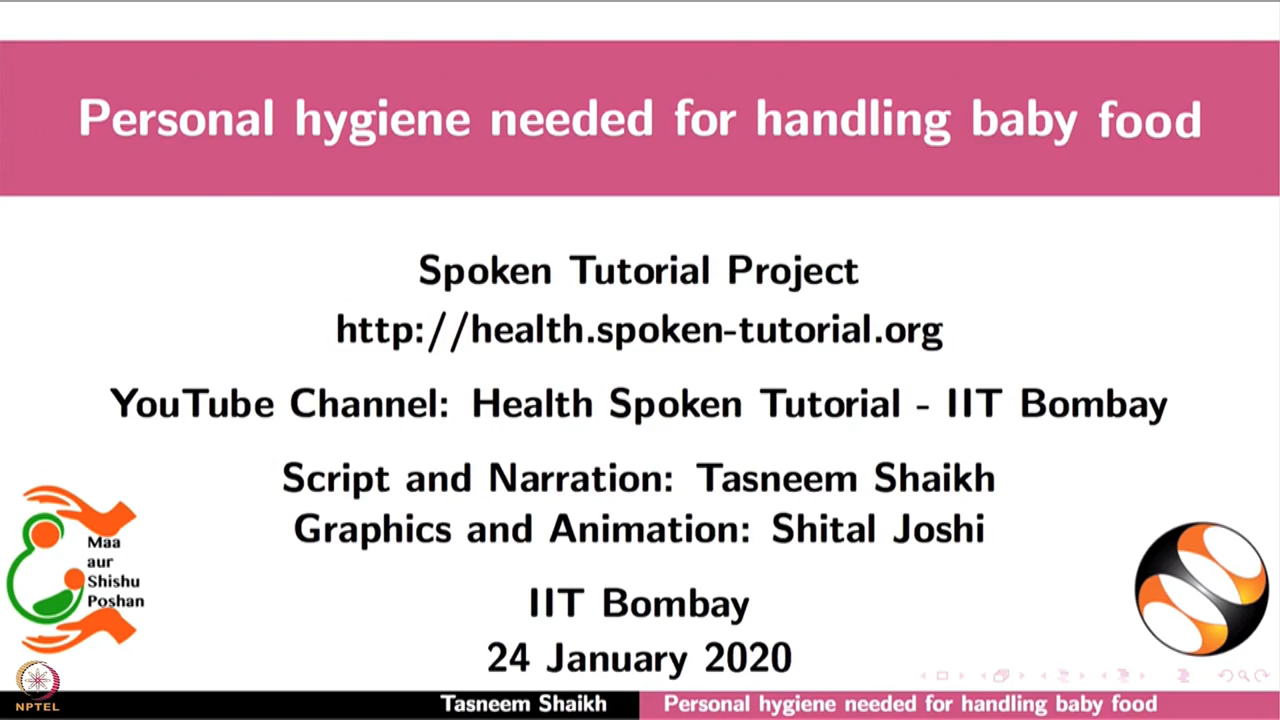 Personal hygiene needed for handling baby food
Spoken Tutorial Project
http://health.spoken-tutorial.org
YouTube Channel: Health Spoken Tutorial - IIT Bombay
Script and Narration: Tasneem Shaikh
Graphics and Animation: Shital Joshi
Maa
aur
Shishu
Poshan
IIT Bombay
24 January 2020
NPTEL
Tasneem Shaikh
Personal hygiene needed for handling baby food